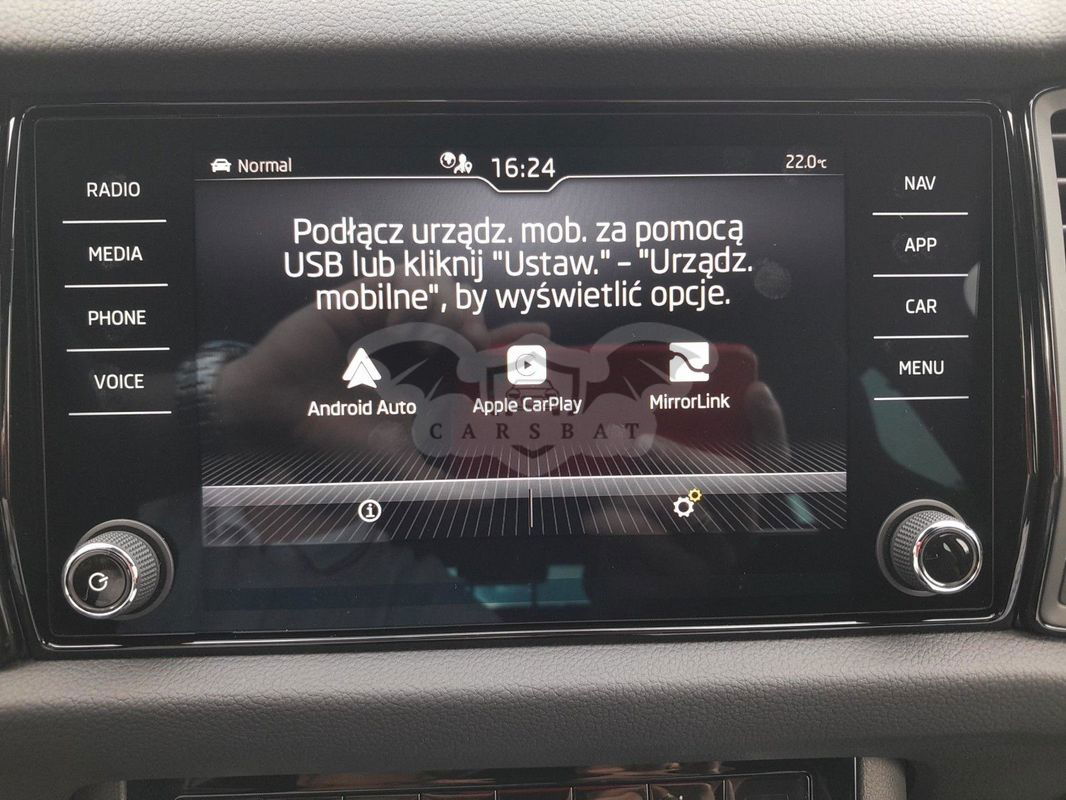 Normal
16:24
22.0°C
RADIO
MEDIA
PHONE
VOICE
NAV
APP
CAR
MENU
Podłącz urządz. mob. za pomocą
USB lub kliknij "Ustaw." – "Urządz.
mobilne", by wyświetlić opcje.
Android Auto
Apple CarPlay
MirrorLink
CARSBAT